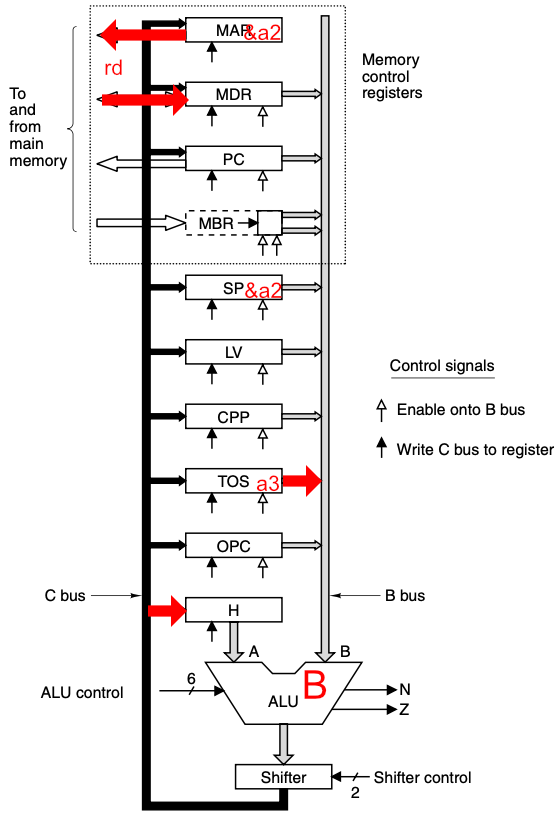 MAR
&a2
rd
To
and
from
main
memory
MDR
Memory
control
registers
PC
MBR
SP
&a2
LV
Control signals
CPP
Enable onto B bus
Write C bus to register
TOS
a3
OPC
C bus
B bus
H
A
B
6
ALU control
ALU
B
N
Z
Shifter
Shifter control
2